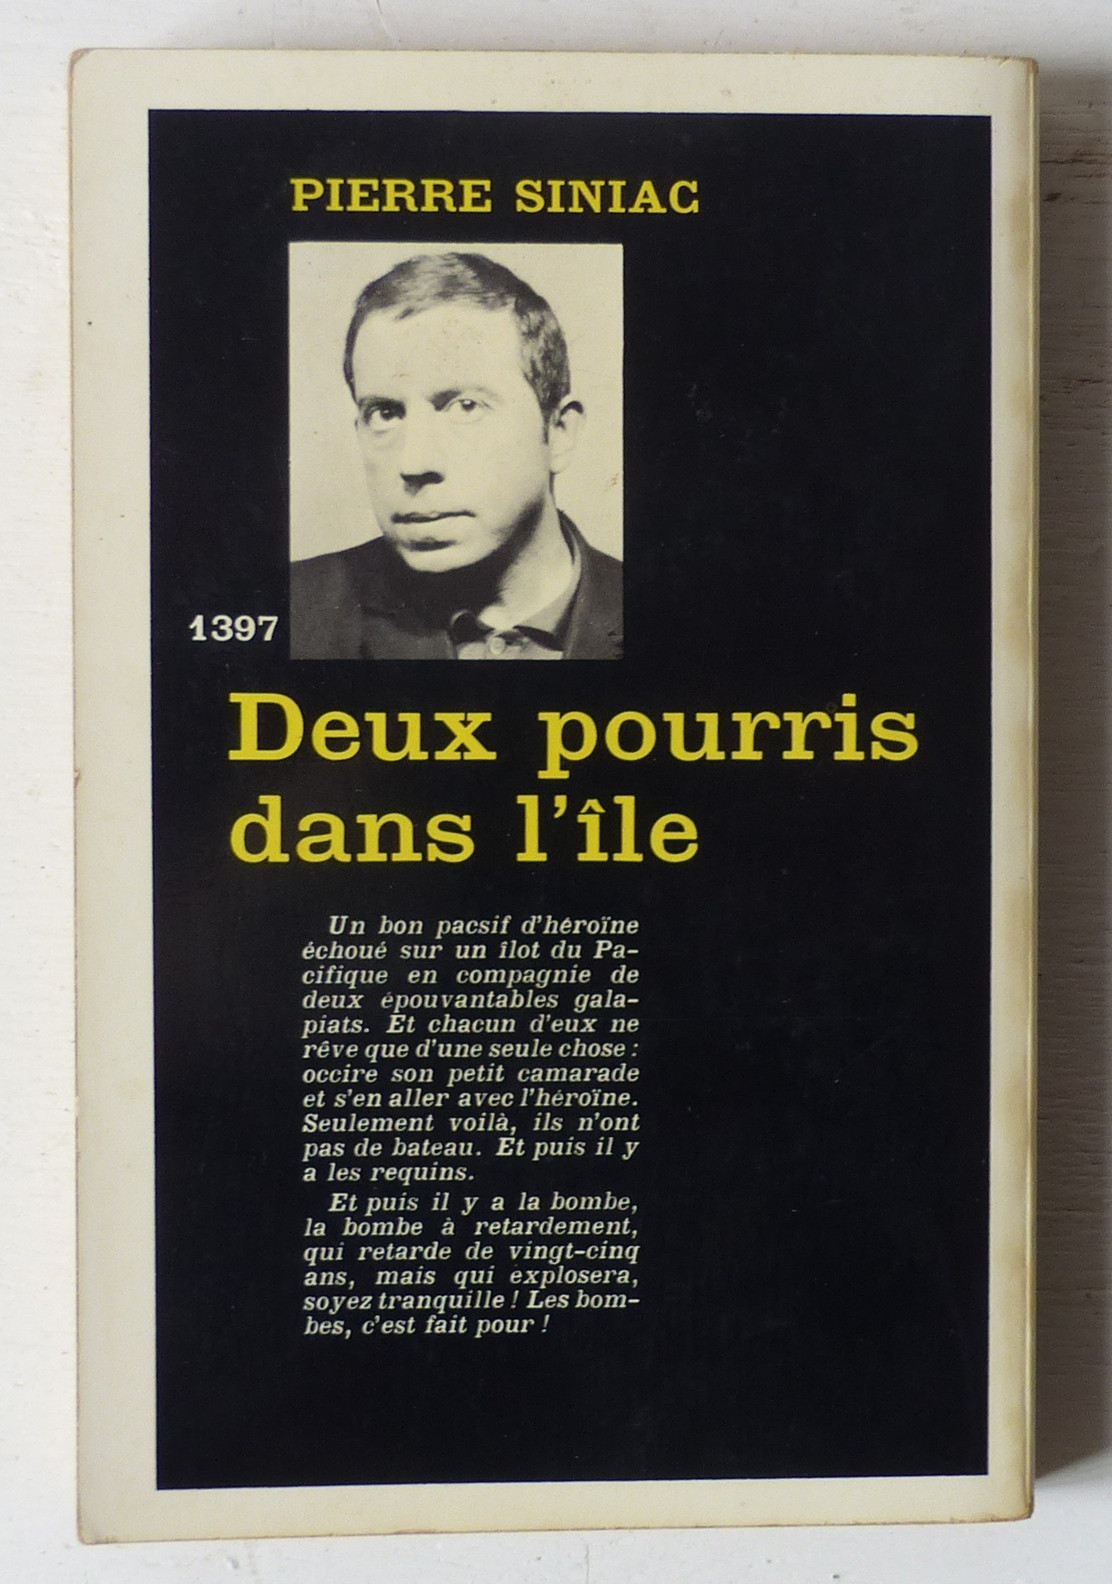 PIERRE SINIAC
1397
Deux pourris
dans l'île
Un bon pacsif d'héroïne
échoué sur un îlot du Pa-
cifique en compagnie de
deux épouvantables gala-
piats. Et chacun d'eux ne
rêve que d'une seule chose :
occire son petit camarade
et s'en aller avec l'héroïne.
Seulement voilà, ils n'ont
pas de bateau. Et puis il y
a les requins.
Et puis il y a la bombe,
la bombe à retardement,
qui retarde de vingt-cinq
ans, mais qui explosera,
soyez tranquille ! Les bom-
bes, c'est fait pour !